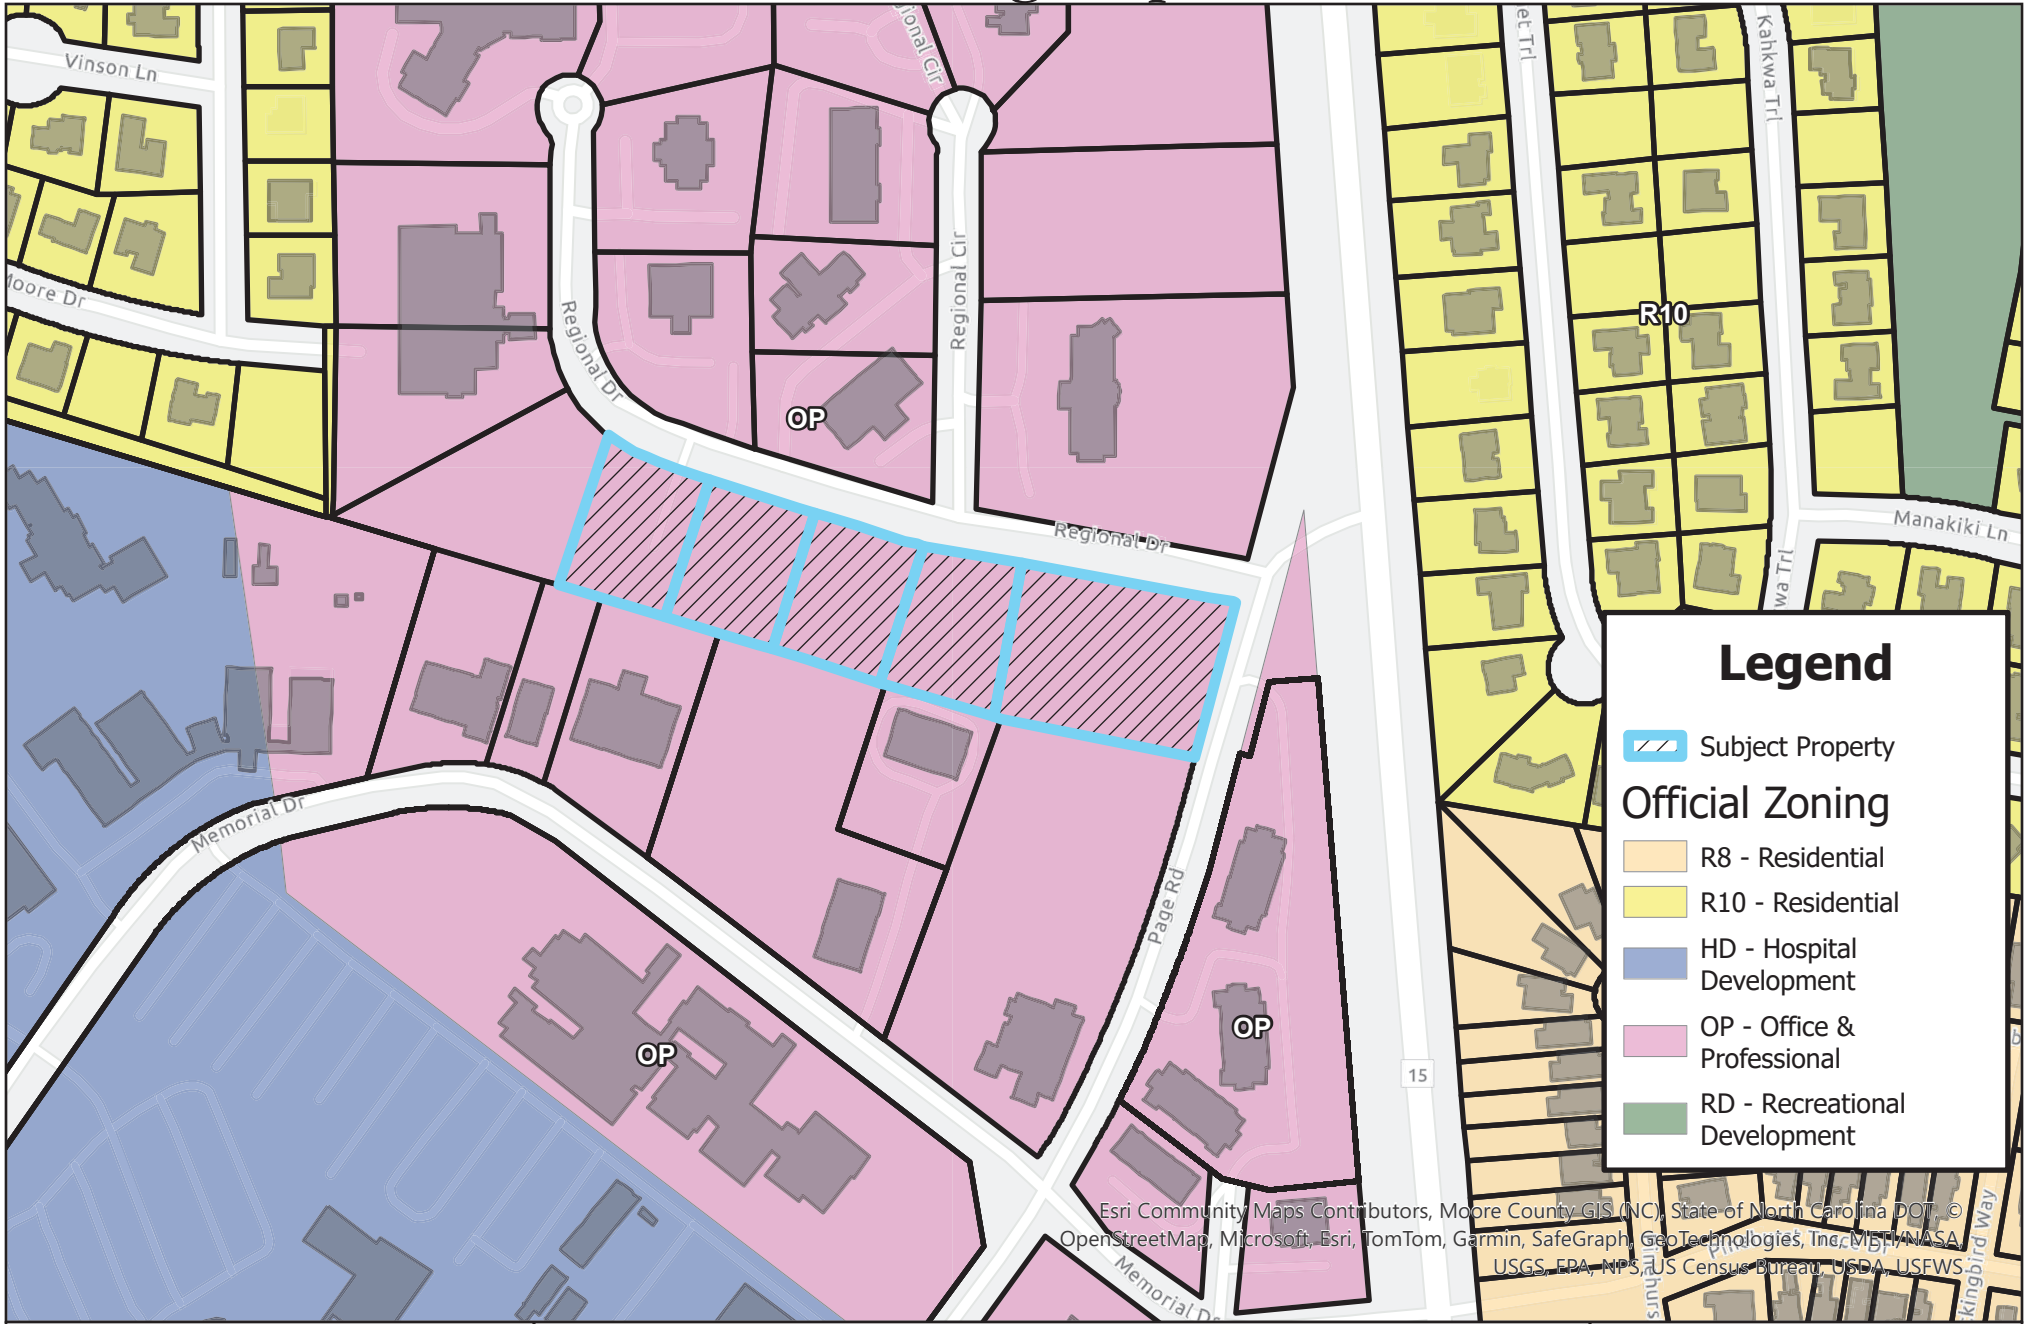 Vinson Ln
Moore Dr
Regional Dr
Regional Cir
Regional Cir
Kahkwa Trl
R10
OP
Regional Dr
Manakiki Ln
Memorial Dr
Page Rd
OP
OP
15
Memorial Dr
Legend
Subject Property
Official Zoning
R8 - Residential
R10 - Residential
HD - Hospital
Development
OP - Office &
Professional
RD - Recreational
Development
Esri Community Maps Contributors, Moore County GIS (NC), State of North Carolina DOT, ©
OpenStreetMap, Microsoft, Esri, TomTom, Garmin, SafeGraph, GeoTechnologies, Inc, METI/NASA,
USGS, EPA, NPS, US Census Bureau, USDA, USFWS